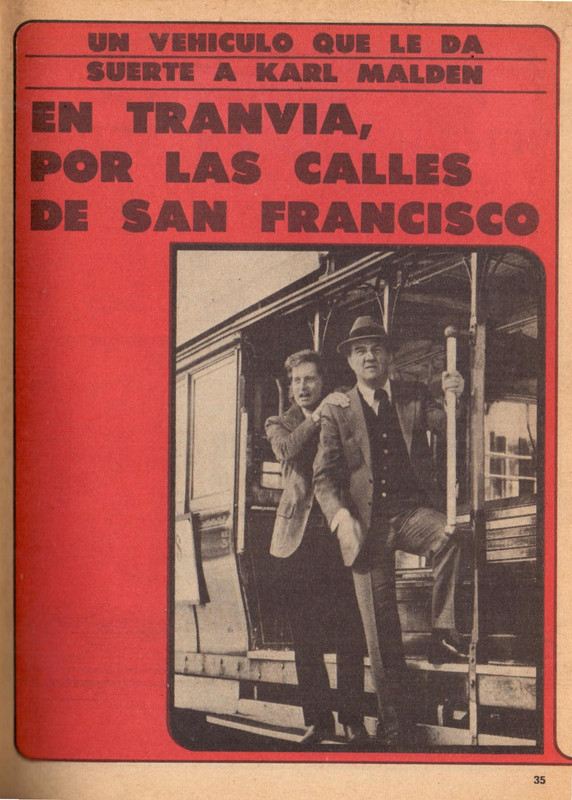 UN VEHICULO QUE LE DA
SUERTE A KARL MALDEN
EN TRANVIA,
POR LAS CALLES
DE SAN FRANCISCO
35